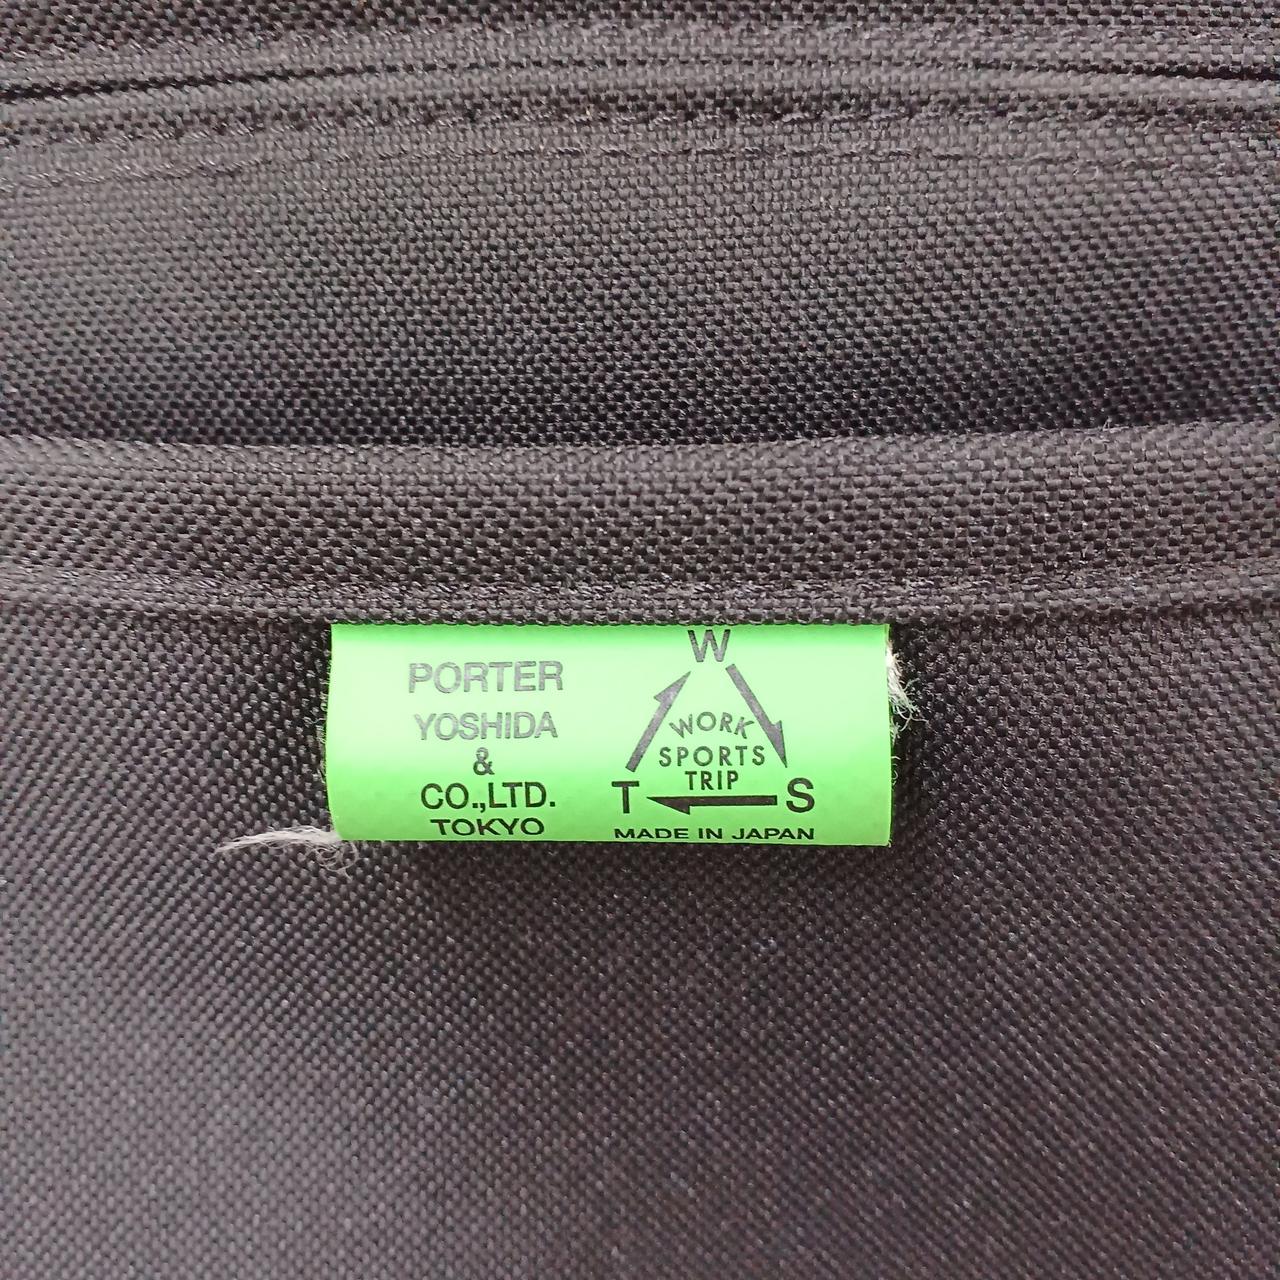 PORTER
YOSHIDA
&
CO.,LTD.
TOKYO
W
WORK
SPORTS
TRIP
T S
MADE IN JAPAN